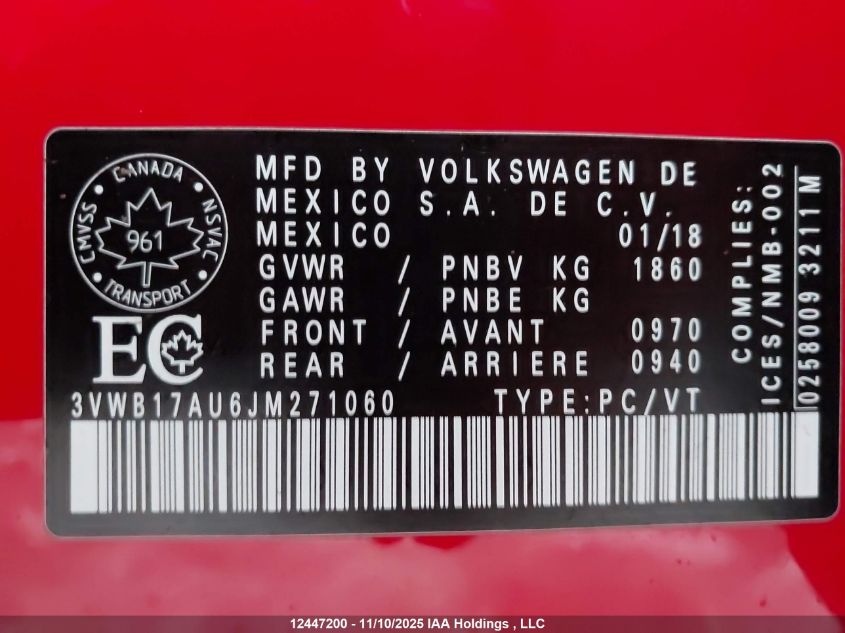 CANADA
CMVSS
NSVAC
961
TRANSPORT
EC
MFD BY VOLKSWAGEN DE
MEXICO S.A. DE C.V.
MEXICO 01/18
GVWR / PNBV KG 1860
GAWR / PNBE KG
FRONT / AVANT 0970
REAR / ARRIERE 0940
3VWB17AU6JM271060 TYPE:PC/VT
COMPLIES:
ICES/NMB-002
0258009 3211 M
12447200 - 11/10/2025 IAA Holdings , LLC